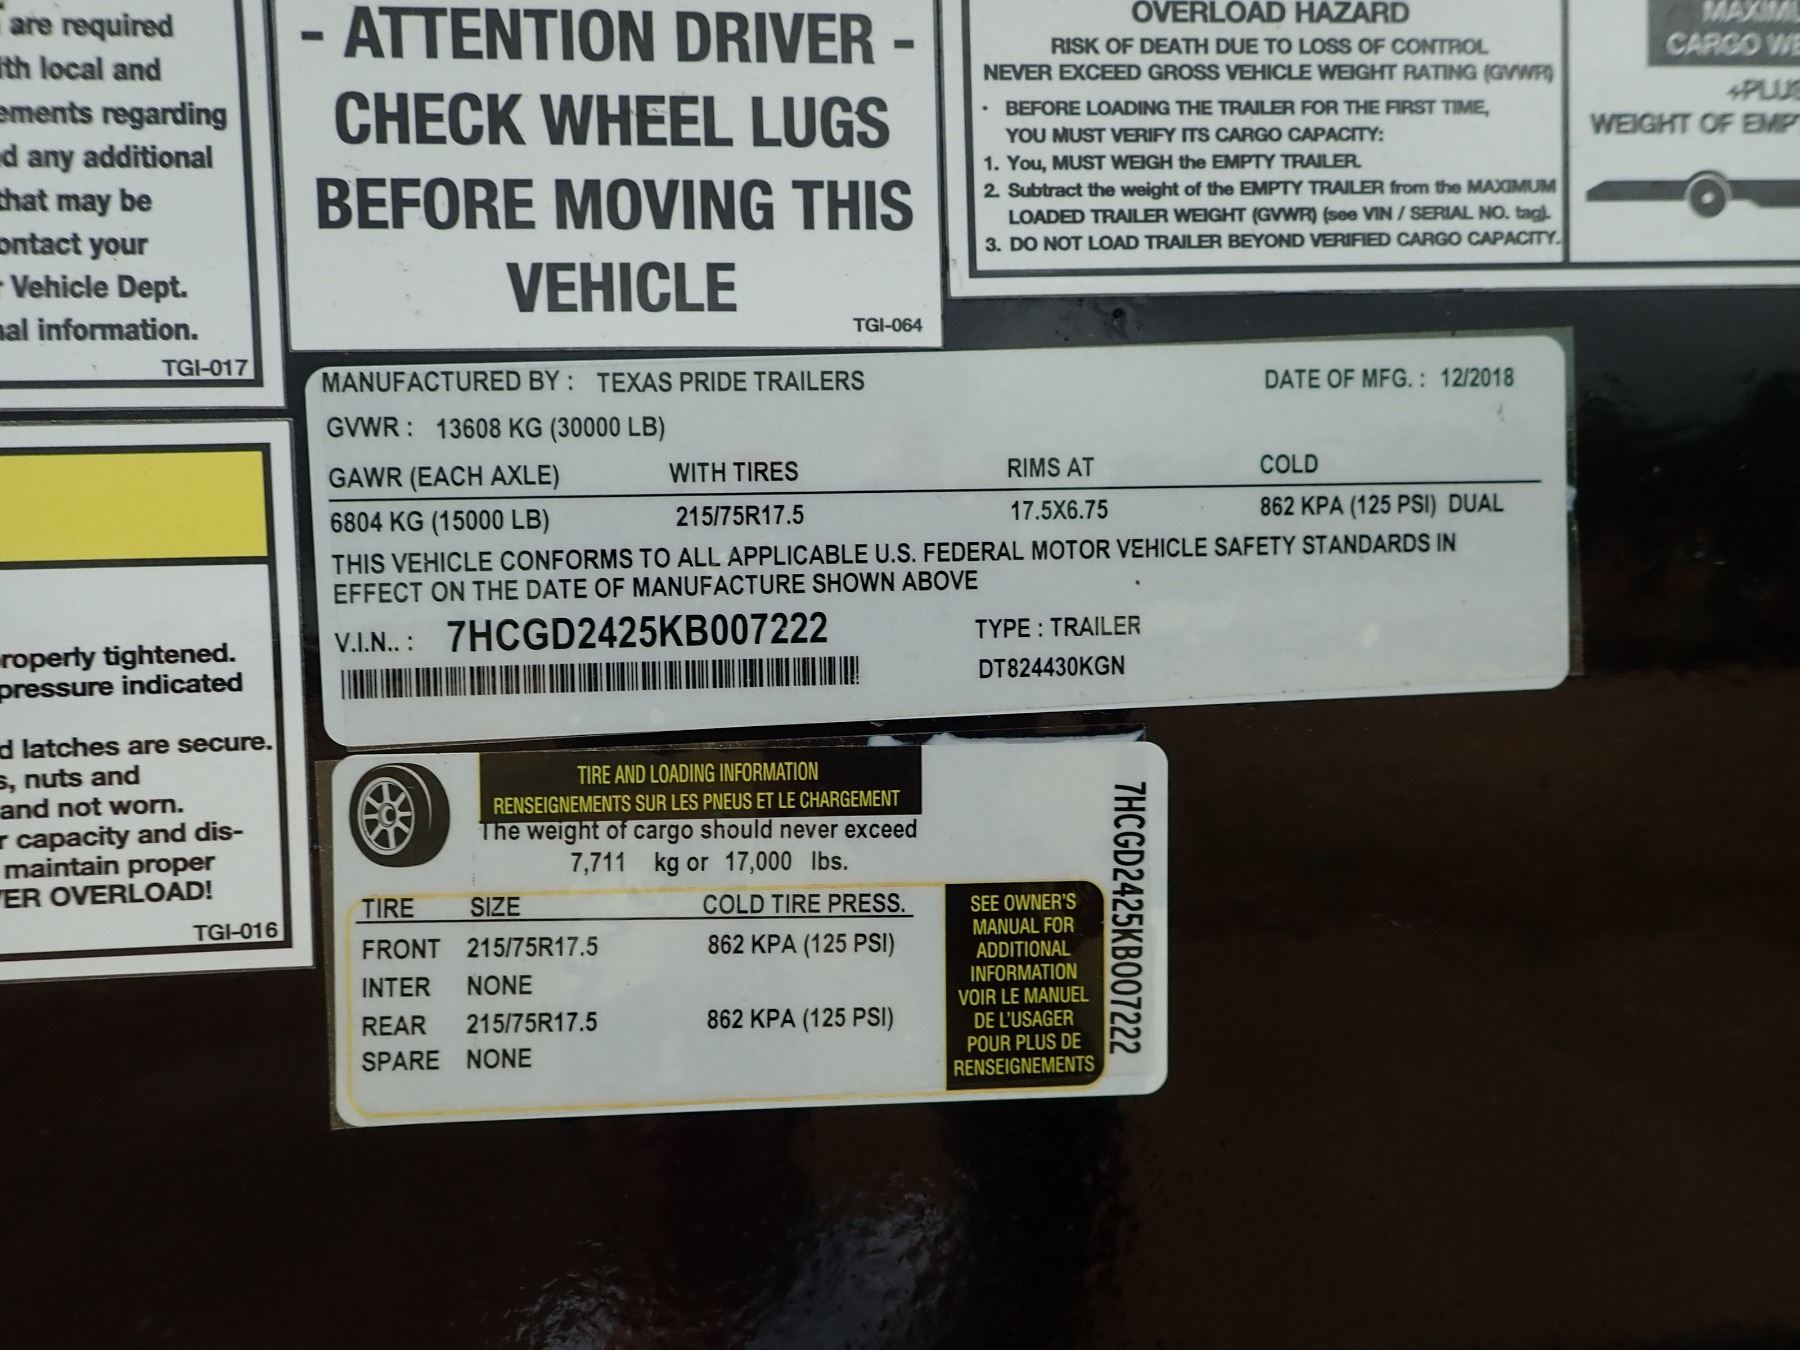 are required
ith local and
ements regarding
d any additional
that may be
ontact your
Vehicle Dept.
nal information.
TGI-017
- ATTENTION DRIVER -
CHECK WHEEL LUGS
BEFORE MOVING THIS
VEHICLE
TGI-064
OVERLOAD HAZARD
RISK OF DEATH DUE TO LOSS OF CONTROL
NEVER EXCEED GROSS VEHICLE WEIGHT RATING (GVWR)
· BEFORE LOADING THE TRAILER FOR THE FIRST TIME,
YOU MUST VERIFY ITS CARGO CAPACITY:
1. You, MUST WEIGH the EMPTY TRAILER.
2. Subtract the weight of the EMPTY TRAILER from the MAXIMUM
LOADED TRAILER WEIGHT (GVWR) (see VIN / SERIAL NO. tag).
3. DO NOT LOAD TRAILER BEYOND VERIFIED CARGO CAPACITY.
MAXIMU
CARGO WE
+PLUS
WEIGHT OF EMPT
MANUFACTURED BY : TEXAS PRIDE TRAILERS DATE OF MFG. : 12/2018
GVWR : 13608 KG (30000 LB)
GAWR (EACH AXLE) WITH TIRES RIMS AT COLD
6804 KG (15000 LB) 215/75R17.5 17.5X6.75 862 KPA (125 PSI) DUAL
THIS VEHICLE CONFORMS TO ALL APPLICABLE U.S. FEDERAL MOTOR VEHICLE SAFETY STANDARDS IN
EFFECT ON THE DATE OF MANUFACTURE SHOWN ABOVE
V.I.N.. : 7HCGD2425KB007222 TYPE : TRAILER
DT824430KGN
roperly tightened.
pressure indicated
d latches are secure.
s, nuts and
and not worn.
r capacity and dis-
maintain proper
ER OVERLOAD!
TGI-016
TIRE AND LOADING INFORMATION
RENSEIGNEMENTS SUR LES PNEUS ET LE CHARGEMENT
The weight of cargo should never exceed
7,711 kg or 17,000 lbs.
TIRE SIZE COLD TIRE PRESS.
FRONT 215/75R17.5 862 KPA (125 PSI)
INTER NONE
REAR 215/75R17.5 862 KPA (125 PSI)
SPARE NONE
SEE OWNER'S
MANUAL FOR
ADDITIONAL
INFORMATION
VOIR LE MANUEL
DE L'USAGER
POUR PLUS DE
RENSEIGNEMENTS
7HCGD2425KB007222